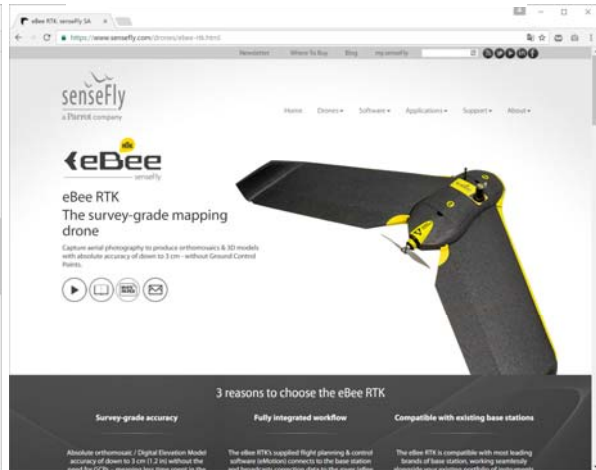 eBee RTK: senseFly SA
https://www.sensefly.com/drones/ebee-rtk.html
Newsletter Where To Buy Blog my.senseFly
senseFly
a Parrot company
Home Drones Software Applications Support About
RTK
eBee
senseFly
eBee RTK
The survey-grade mapping
drone
Capture aerial photography to produce orthomosaics & 3D models
with absolute accuracy of down to 3 cm - without Ground Control
Points.
3 reasons to choose the eBee RTK
Survey-grade accuracy Fully integrated workflow Compatible with existing base stations
Absolute orthomosaic / Digital Elevation Model The eBee RTK's supplied flight planning & control The eBee RTK is compatible with most leading
accuracy of down to 3 cm (1.2 in) without the software (eMotion) connects to the base station brands of base station, working seamlessly